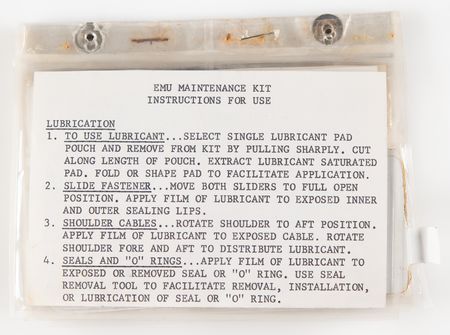 EMU MAINTENANCE KIT
INSTRUCTIONS FOR USE
LUBRICATION
1. TO USE LUBRICANT...SELECT SINGLE LUBRICANT PAD
POUCH AND REMOVE FROM KIT BY PULLING SHARPLY. CUT
ALONG LENGTH OF POUCH. EXTRACT LUBRICANT SATURATED
PAD. FOLD OR SHAPE PAD TO FACILITATE APPLICATION.
2. SLIDE FASTENER...MOVE BOTH SLIDERS TO FULL OPEN
POSITION. APPLY FILM OF LUBRICANT TO EXPOSED INNER
AND OUTER SEALING LIPS.
3. SHOULDER CABLES...ROTATE SHOULDER TO AFT POSITION.
APPLY FILM OF LUBRICANT TO EXPOSED CABLE. ROTATE
SHOULDER FORE AND AFT TO DISTRIBUTE LUBRICANT.
4. SEALS AND "O" RINGS...APPLY FILM OF LUBRICANT TO
EXPOSED OR REMOVED SEAL OR "O" RING. USE SEAL
REMOVAL TOOL TO FACILITATE REMOVAL, INSTALLATION,
OR LUBRICATION OF SEAL OR "O" RING.